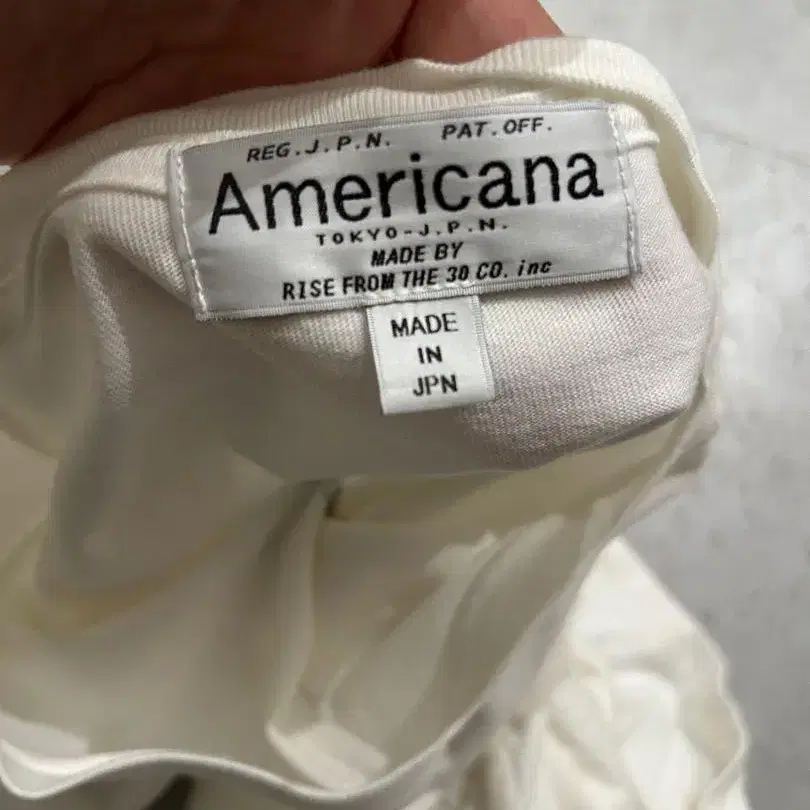 REG.J.P.N. PAT.OFF.
Americana
TOKYO-J.P.N.
MADE BY
RISE FROM THE 30 CO. inc
MADE
IN
JPN